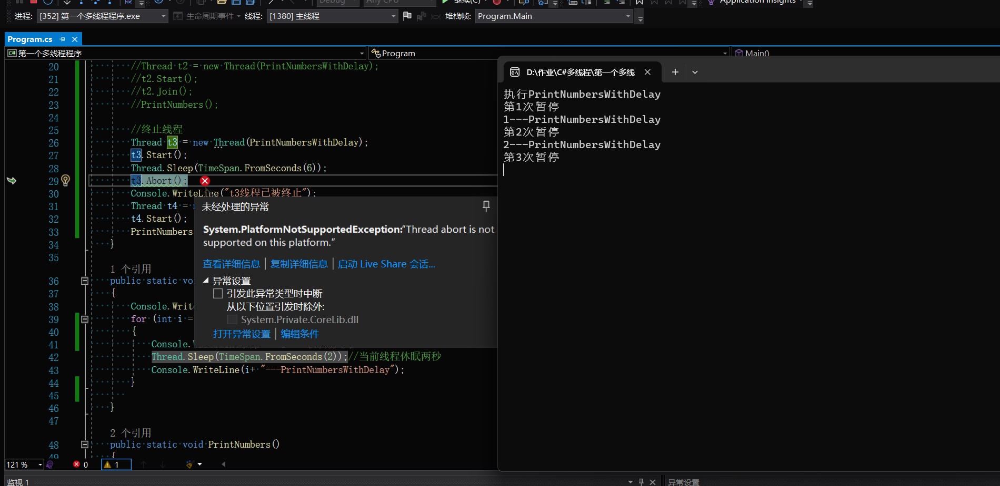 Debug Any CPU 继续(C) Application Insights
进程: [352] 第一个多线程程序.exe 生命周期事件 线程: [1380] 主线程 堆栈帧: Program.Main
Program.cs
C# 第一个多线程程序 Program Main()
20 //Thread t2 = new Thread(PrintNumbersWithDelay);
21 //t2.Start();
22 //t2.Join();
23 //PrintNumbers();
24
25 //终止线程
26 Thread t3 = new Thread(PrintNumbersWithDelay);
27 t3.Start();
28 Thread.Sleep(TimeSpan.FromSeconds(6));
29 t3.Abort();
30 Console.WriteLine("t3线程已被终止");
31 Thread t4 =
32 t4.Start();
33 PrintNumbers
34 }
35
1 个引用
36 public static voi
37 {
38 Console.Write
39 for (int i =
40 {
41 Console.
42 Thread.Sleep(TimeSpan.FromSeconds(2));//当前线程休眠两秒
43 Console.WriteLine(i+ "---PrintNumbersWithDelay");
44 }
45
46 }
47
2 个引用
48 public static void PrintNumbers()
49 {
未经处理的异常
System.PlatformNotSupportedException:“Thread abort is not
supported on this platform.”
查看详细信息 | 复制详细信息 | 启动 Live Share 会话...
异常设置
引发此异常类型时中断
从以下位置引发时除外:
System.Private.CoreLib.dll
打开异常设置 | 编辑条件
D:\作业\C#多线程\第一个多线
执行PrintNumbersWithDelay
第1次暂停
1---PrintNumbersWithDelay
第2次暂停
2---PrintNumbersWithDelay
第3次暂停
121 % 0 1
监视 1 异常设置